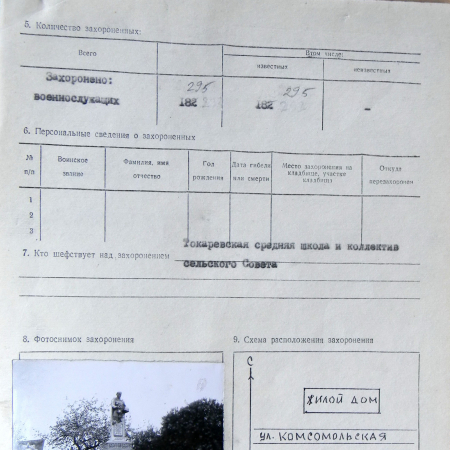 5. Количество захороненных:
Всего
В том числе:
известных
неизвестных
Захоронено:
военнослужащих
295
182
295
182
–
6. Персональные сведения о захороненных
№ п/п
Воинское звание
Фамилия, имя отчество
Год рождения
Дата гибели или смерти
Место захоронения на кладбище, участке кладбища
Откуда перезахоронен
1
2
3
Токаревская средняя школа и коллектив
7. Кто шефствует над захоронением
сельского Совета
8. Фотоснимок захоронения
9. Схема расположения захоронения
С
ЖИЛОЙ ДОМ
УЛ. КОМСОМОЛЬСКАЯ